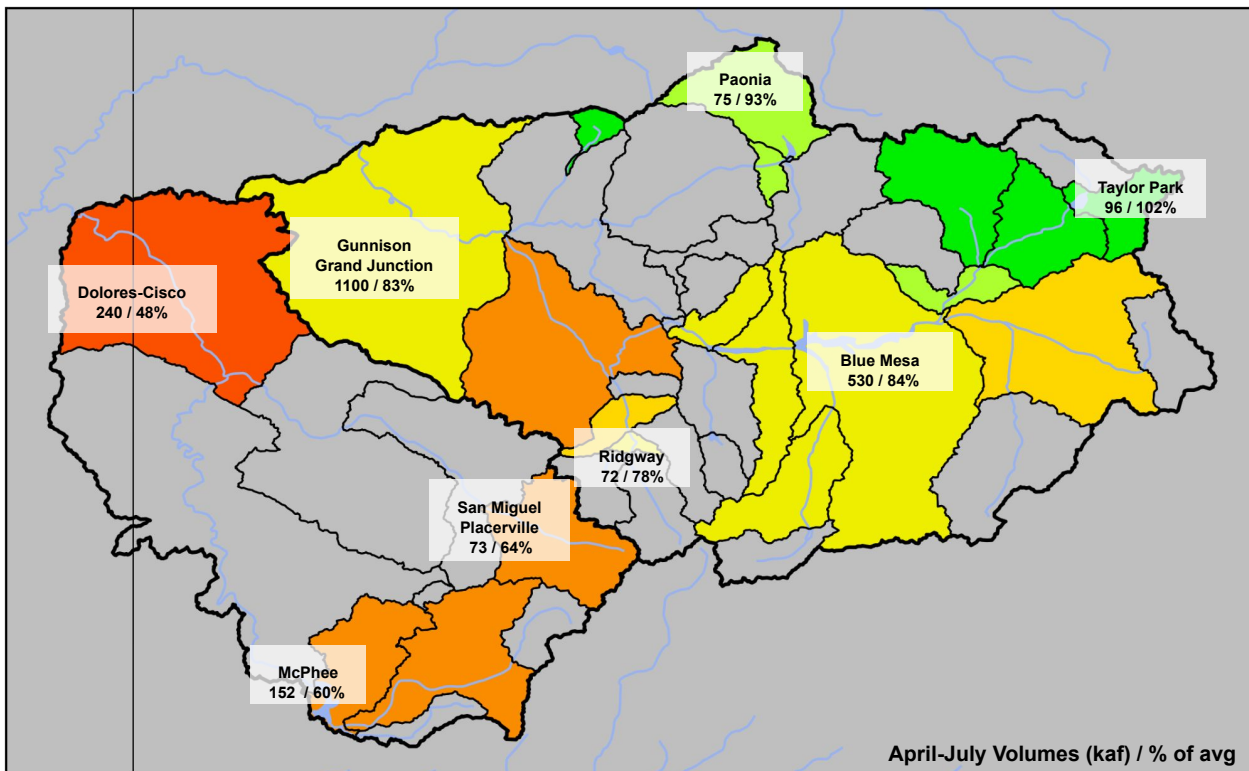 Paonia
75 / 93%
Taylor Park
96 / 102%
Gunnison
Grand Junction
1100 / 83%
Dolores-Cisco
240 / 48%
Blue Mesa
530 / 84%
Ridgway
72 / 78%
San Miguel
Placerville
73 / 64%
McPhee
152 / 60%
April-July Volumes (kaf) / % of avg